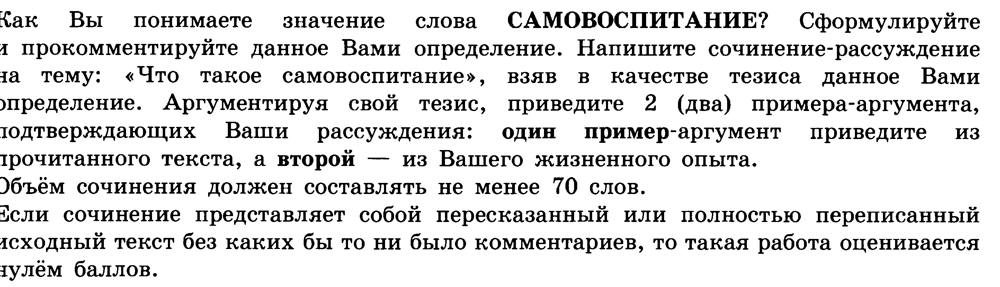 Как Вы понимаете значение слова САМОВОСПИТАНИЕ? Сформулируйте
и прокомментируйте данное Вами определение. Напишите сочинение-рассуждение
на тему: «Что такое самовоспитание», взяв в качестве тезиса данное Вами
определение. Аргументируя свой тезис, приведите 2 (два) примера-аргумента,
подтверждающих Ваши рассуждения: один пример-аргумент приведите из
прочитанного текста, а второй — из Вашего жизненного опыта.
Объём сочинения должен составлять не менее 70 слов.
Если сочинение представляет собой пересказанный или полностью переписанный
исходный текст без каких бы то ни было комментариев, то такая работа оценивается
нулём баллов.